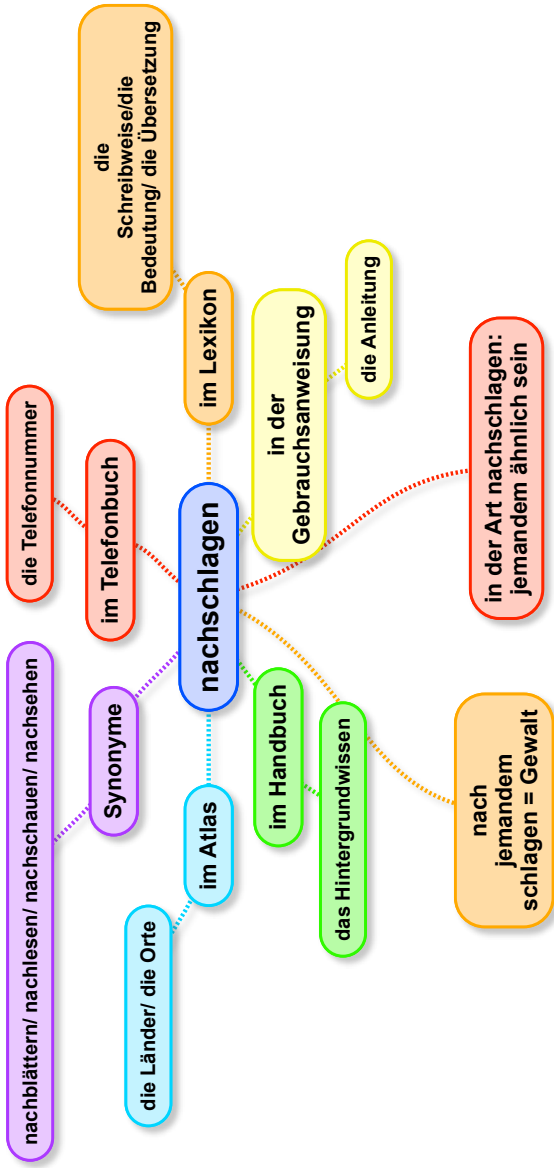 nachschlagen
im Telefonbuch
die Telefonnummer
im Lexikon
die
Schreibweise/die
Bedeutung/ die Übersetzung
in der
Gebrauchsanweisung
die Anleitung
in der Art nachschlagen:
jemandem ähnlich sein
nach
jemandem
schlagen = Gewalt
im Handbuch
das Hintergrundwissen
im Atlas
die Länder/ die Orte
Synonyme
nachblättern/ nachlesen/ nachschauen/ nachsehen